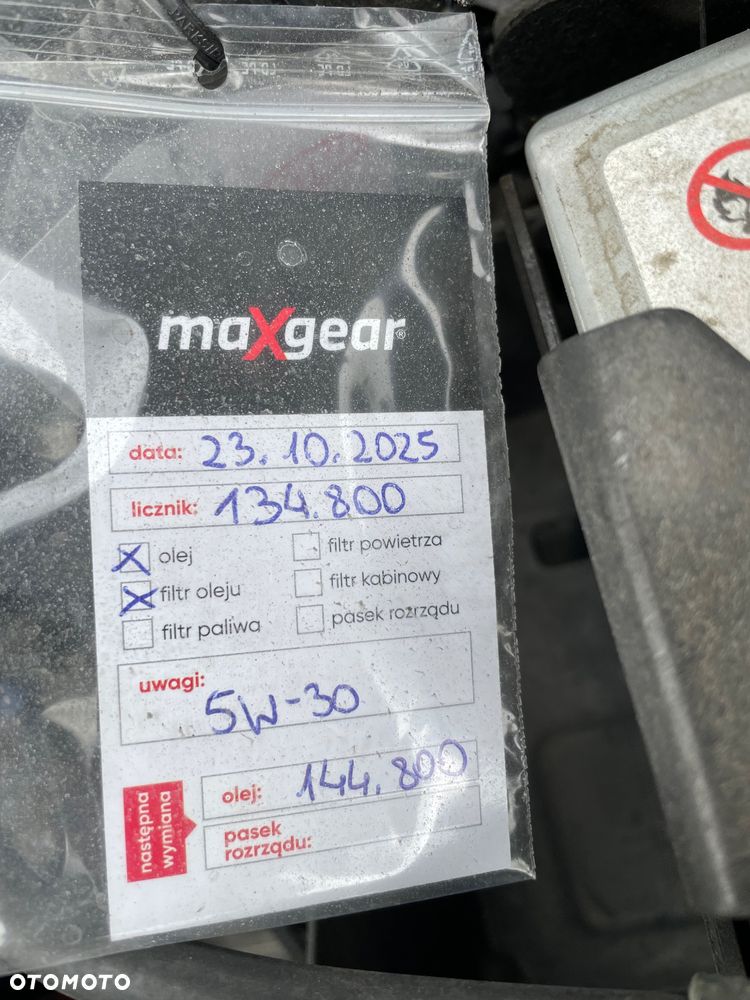 maXgear®
data: 23.10.2025
licznik: 134.800
olej
filtr oleju
filtr paliwa
filtr powietrza
filtr kabinowy
pasek rozrządu
uwagi:
5W-30
następna
wymiana
olej: 144.800
pasek
rozrządu:
OTOMOTO